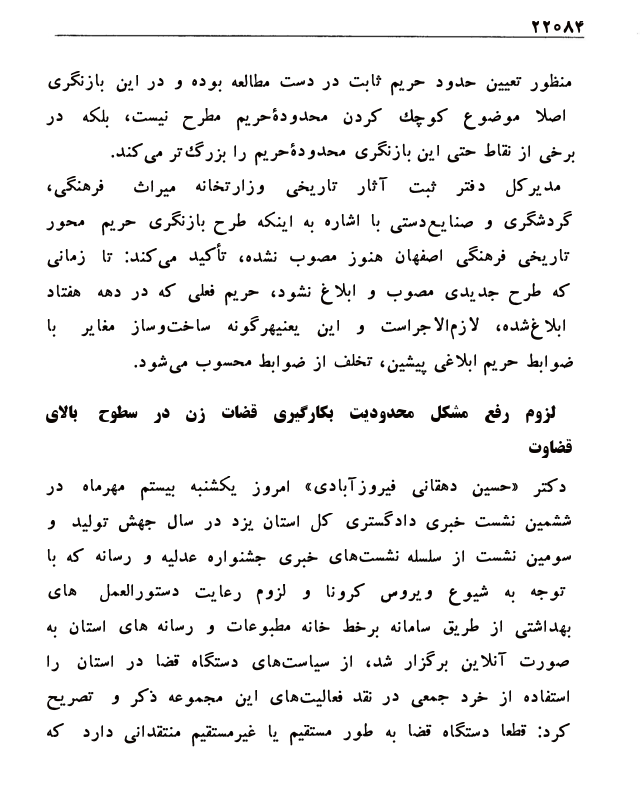 ۲۲۰۸۴
منظور تعیین حدود حریم ثابت در دست مطالعه بوده و در این بازنگری
اصلا موضوع کوچك کردن محدودهٔحریم مطرح نیست، بلکه در
برخی از نقاط حتی این بازنگری محدودهٔحریم را بزرگ‌تر می‌کند.
مدیرکل دفتر ثبت آثار تاریخی وزارتخانه میراث فرهنگی،
گردشگری و صنایع‌دستی با اشاره به اینکه طرح بازنگری حریم محور
تاریخی فرهنگی اصفهان هنوز مصوب نشده، تأکید می‌کند: تا زمانی
که طرح جدیدی مصوب و ابلاغ نشود، حریم فعلی که در دهه هفتاد
ابلاغ‌شده، لازم‌الاجراست و این یعنیهرگونه ساخت‌وساز مغایر با
ضوابط حریم ابلاغی پیشین، تخلف از ضوابط محسوب می‌شود.
لزوم رفع مشکل محدودیت بکارگیری قضات زن در سطوح بالای
قضاوت
دکتر «حسین دهقانی فیروزآبادی» امروز یکشنبه بیستم مهرماه در
ششمین نشست خبری دادگستری کل استان یزد در سال جهش تولید و
سومین نشست از سلسله نشست‌های خبری جشنواره عدلیه و رسانه که با
توجه به شیوع ویروس کرونا و لزوم رعایت دستورالعمل های
بهداشتی از طریق سامانه برخط خانه مطبوعات و رسانه های استان به
صورت آنلاین برگزار شد، از سیاست‌های دستگاه قضا در استان را
استفاده از خرد جمعی در نقد فعالیت‌های این مجموعه ذکر و تصریح
کرد: قطعا دستگاه قضا به طور مستقیم یا غیرمستقیم منتقدانی دارد که